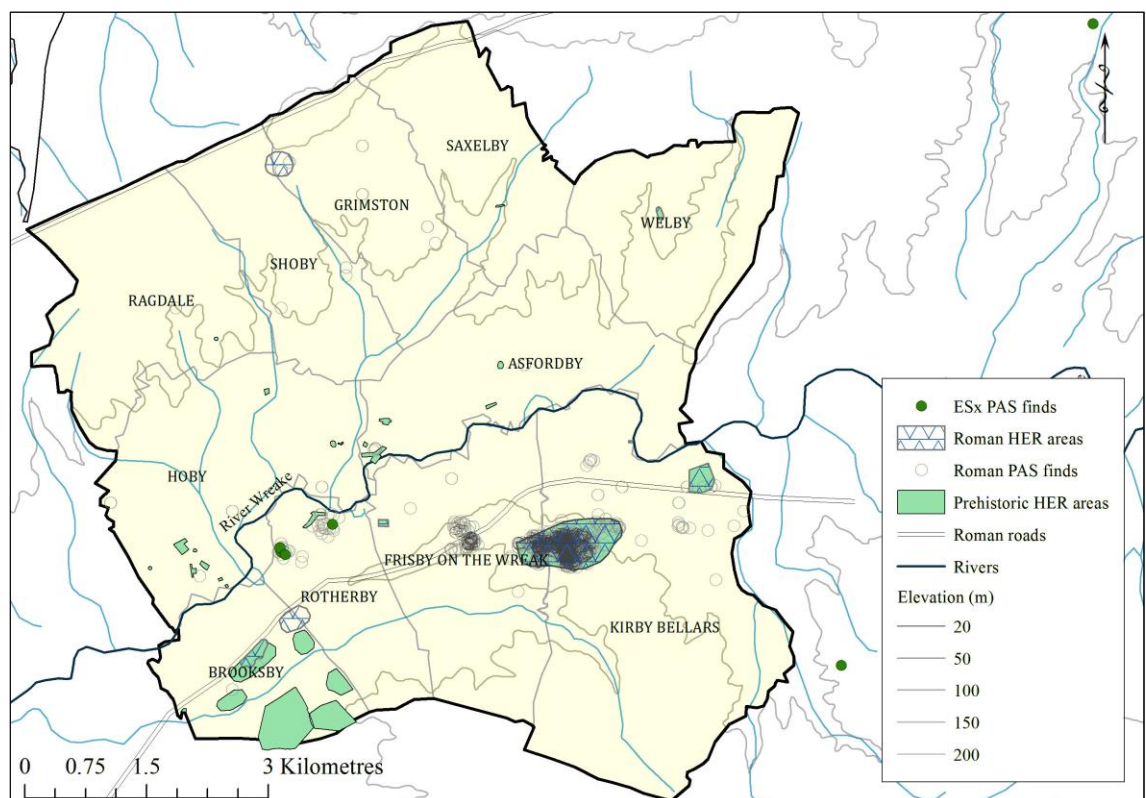 SAXELBY
GRIMSTON
WELBY
SHOBY
RAGDALE
ASFORDBY
HOBY
River Wreake
FRISBY ON THE WREAK
ROTHERBY
KIRBY BELLARS
BROOKSBY
0 0.75 1.5 3 Kilometres
ESx PAS finds
Roman HER areas
Roman PAS finds
Prehistoric HER areas
Roman roads
Rivers
Elevation (m)
20
50
100
150
200